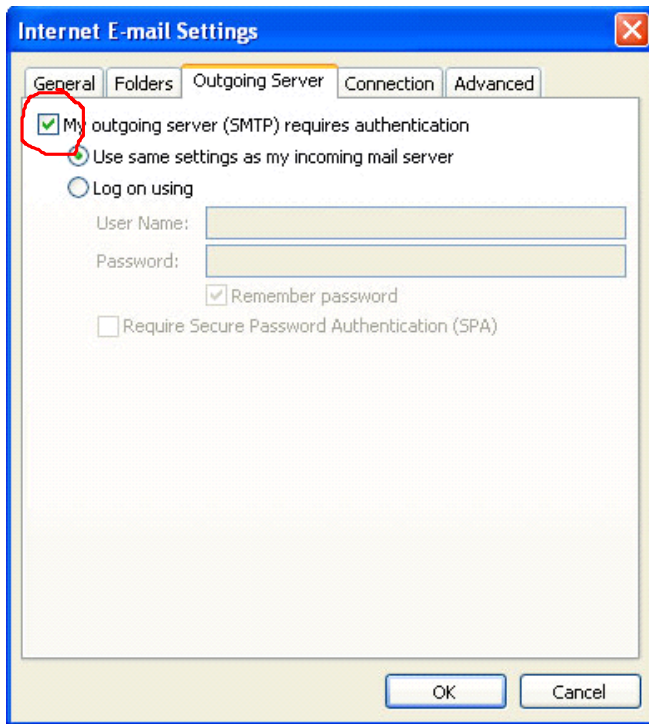 Internet E-mail Settings
General Folders Outgoing Server Connection Advanced
My outgoing server (SMTP) requires authentication
Use same settings as my incoming mail server
Log on using
User Name:
Password:
Remember password
Require Secure Password Authentication (SPA)
OK Cancel